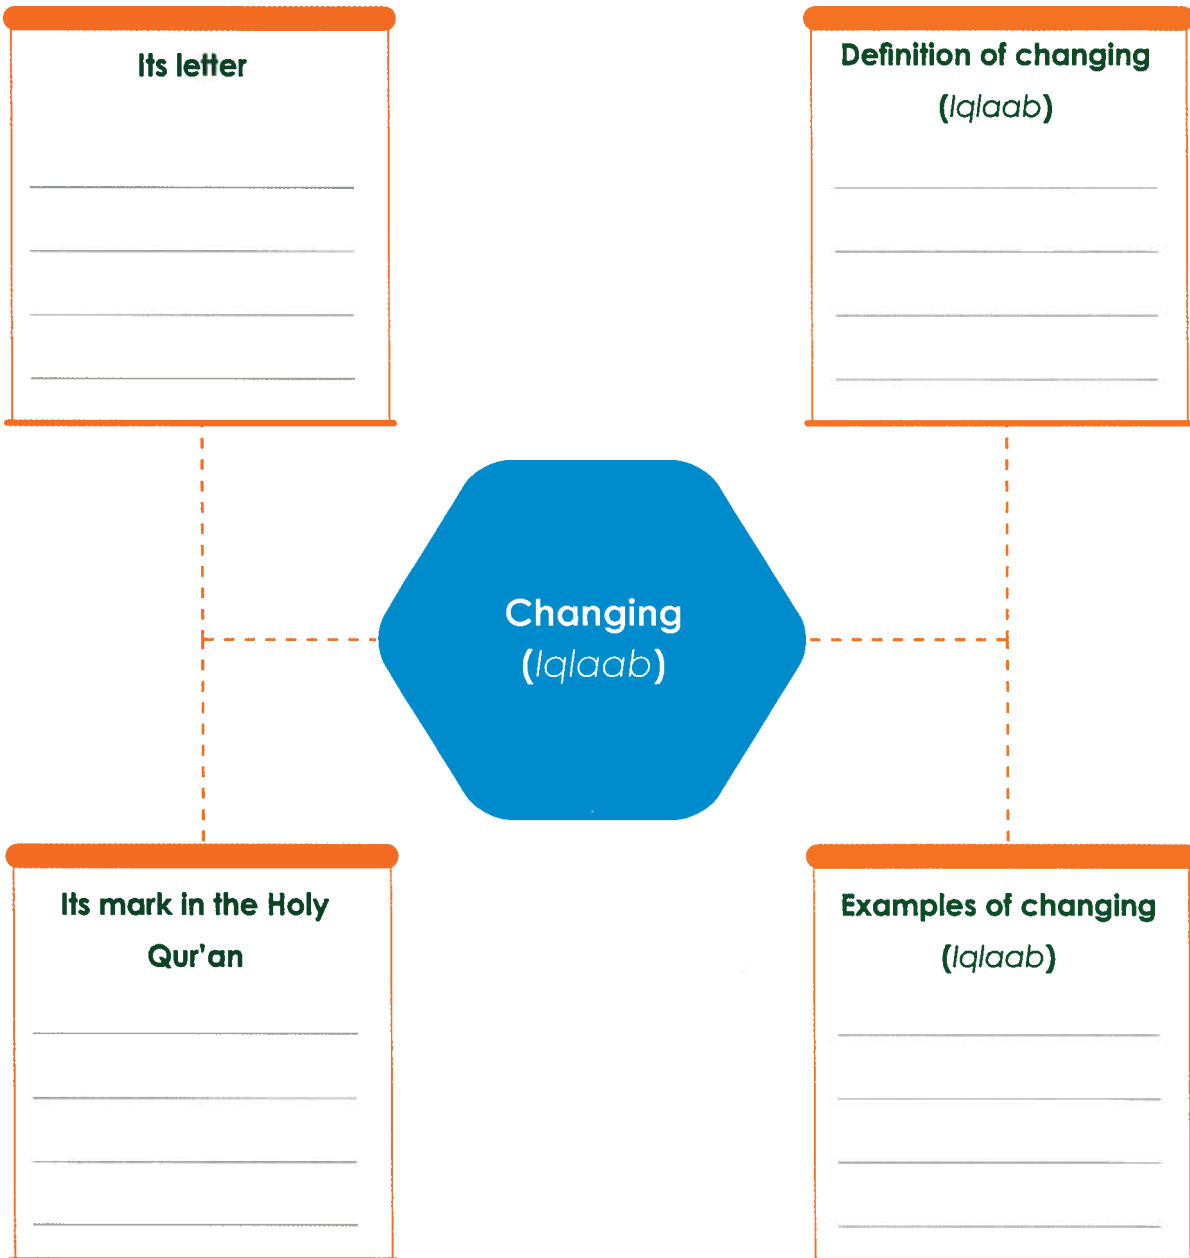 Its letter
Definition of changing
(Iqlaab)
Changing
(Iqlaab)
Its mark in the Holy
Qur'an
Examples of changing
(Iqlaab)